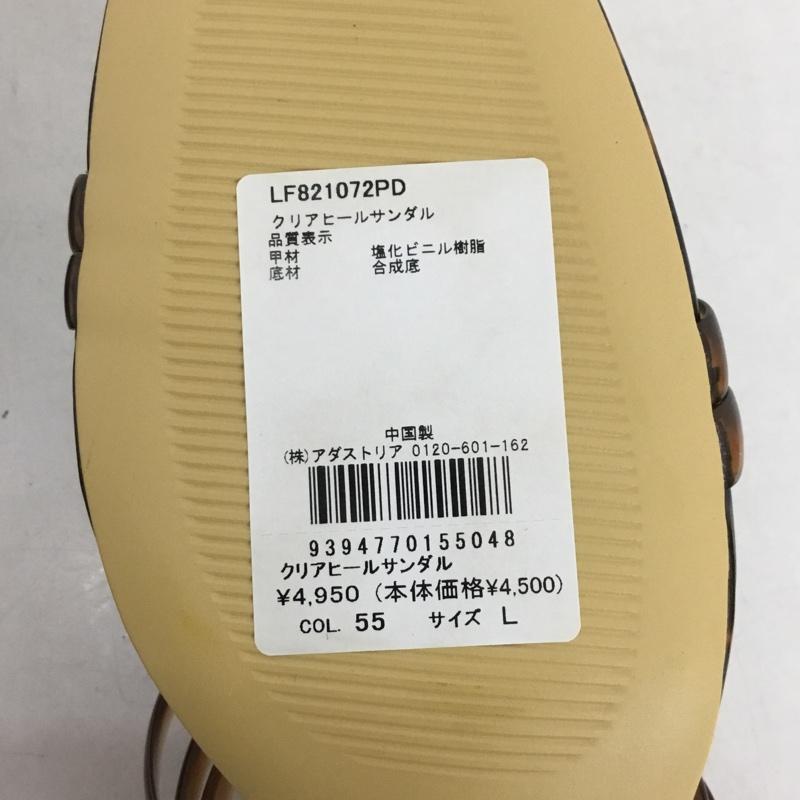 LF821072PD
クリアヒールサンダル
品質表示
甲材 塩化ビニル樹脂
底材 合成底
中国製
(株)アダストリア 0120-601-162
9394770155048
クリアヒールサンダル
¥4,950 (本体価格¥4,500)
COL. 55 サイズ L